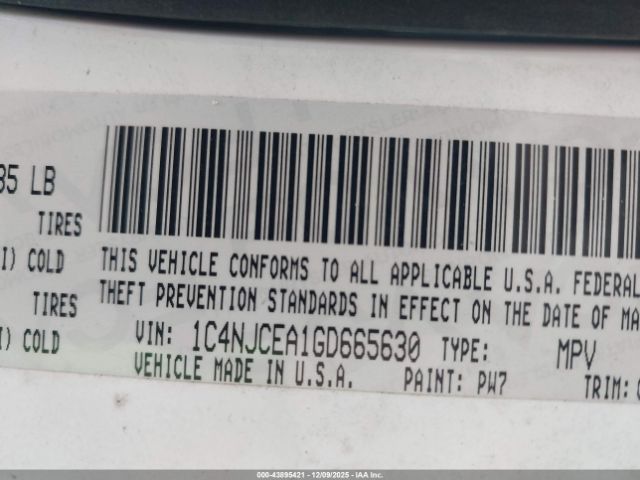 85 LB
TIRES
I) COLD
TIRES
I) COLD
THIS VEHICLE CONFORMS TO ALL APPLICABLE U.S.A. FEDERAL
THEFT PREVENTION STANDARDS IN EFFECT ON THE DATE OF MA
VIN: 1C4NJCEA1GD665630 TYPE: MPV
VEHICLE MADE IN U.S.A. PAINT: PW7 TRIM:
000-43895421 - 12/09/2025 - IAA Inc.